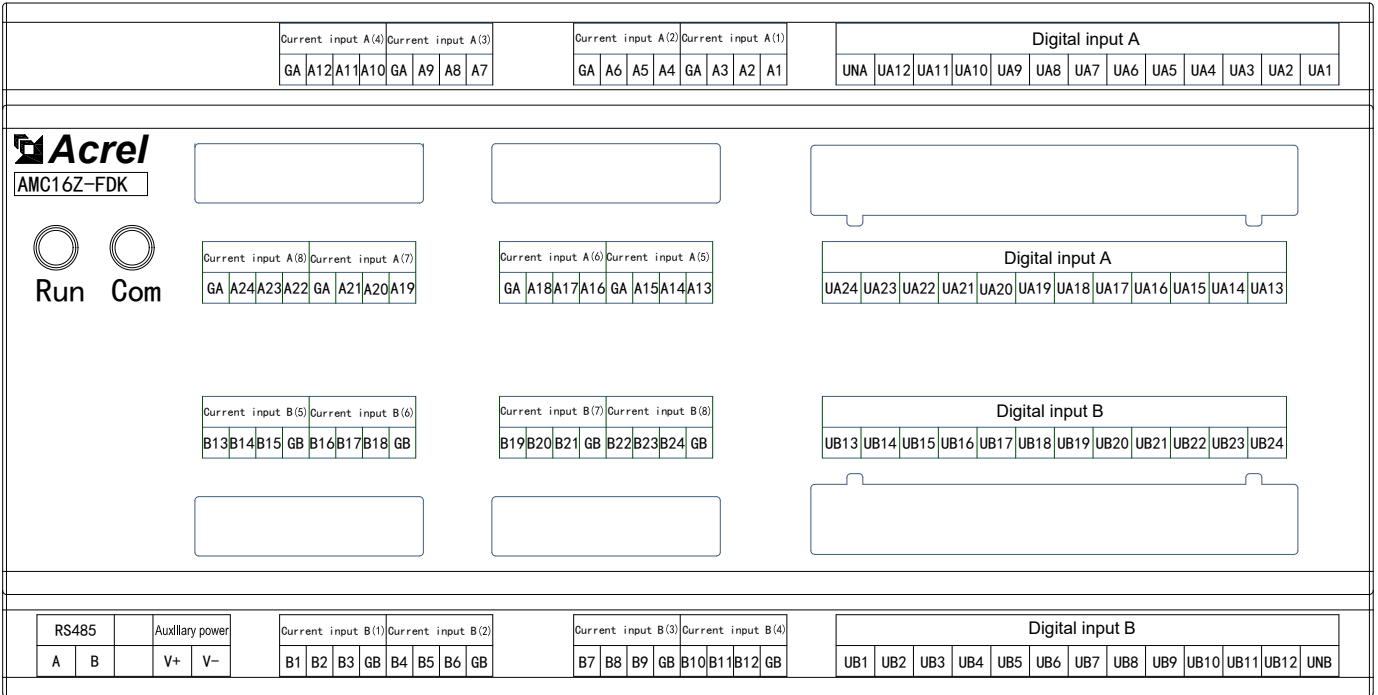 Current input A(4) Current input A(3) Current input A(2) Current input A(1) Digital input A
GA A12 A11 A10 GA A9 A8 A7 GA A6 A5 A4 GA A3 A2 A1 UNA UA12 UA11 UA10 UA9 UA8 UA7 UA6 UA5 UA4 UA3 UA2 UA1
Acrel
AMC16Z-FDK
Run Com
Current input A(8) Current input A(7) Current input A(6) Current input A(5) Digital input A
GA A24 A23 A22 GA A21 A20 A19 GA A18 A17 A16 GA A15 A14 A13 UA24 UA23 UA22 UA21 UA20 UA19 UA18 UA17 UA16 UA15 UA14 UA13
Current input B(5) Current input B(6) Current input B(7) Current input B(8) Digital input B
B13 B14 B15 GB B16 B17 B18 GB B19 B20 B21 GB B22 B23 B24 GB UB13 UB14 UB15 UB16 UB17 UB18 UB19 UB20 UB21 UB22 UB23 UB24
RS485 Auxlllary power Current input B(1) Current input B(2) Current input B(3) Current input B(4) Digital input B
A B V+ V- B1 B2 B3 GB B4 B5 B6 GB B7 B8 B9 GB B10 B11 B12 GB UB1 UB2 UB3 UB4 UB5 UB6 UB7 UB8 UB9 UB10 UB11 UB12 UNB